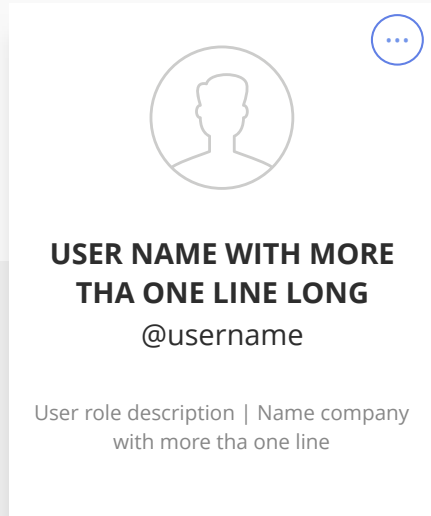 USER NAME WITH MORE
THA ONE LINE LONG
@username
User role description | Name company
with more tha one line